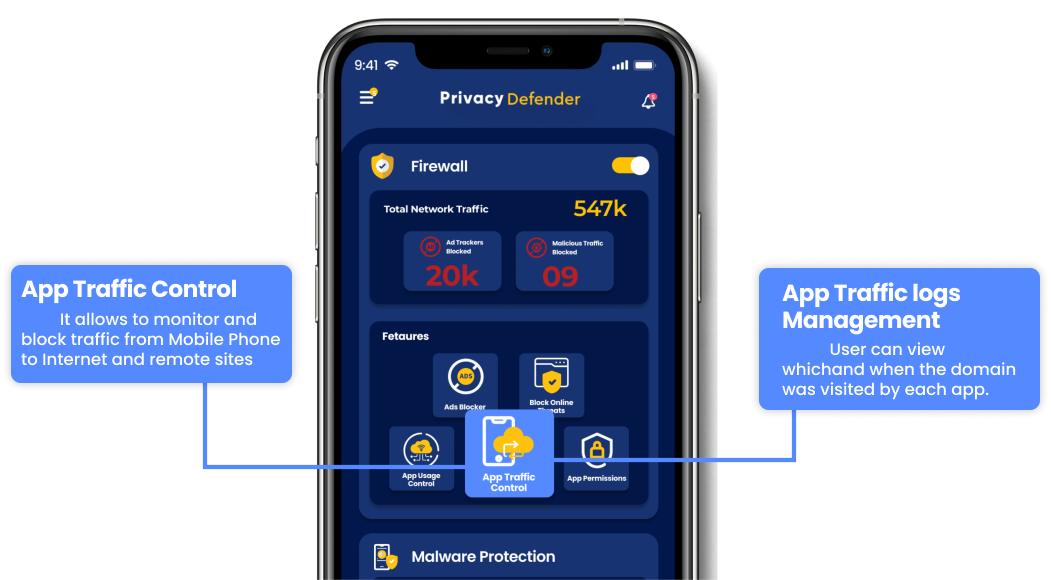 9:41
Privacy Defender
Firewall
Total Network Traffic 547k
Ad Trackers
Blocked
20k
Malicious Traffic
Blocked
09
App Traffic Control
It allows to monitor and
block traffic from Mobile Phone
to Internet and remote sites
App Traffic logs
Management
User can view
whichand when the domain
was visited by each app.
Fetaures
ADS
Ads Blocker
Block Online
Threats
App Usage
Control
App Traffic
Control
App Permissions
Malware Protection